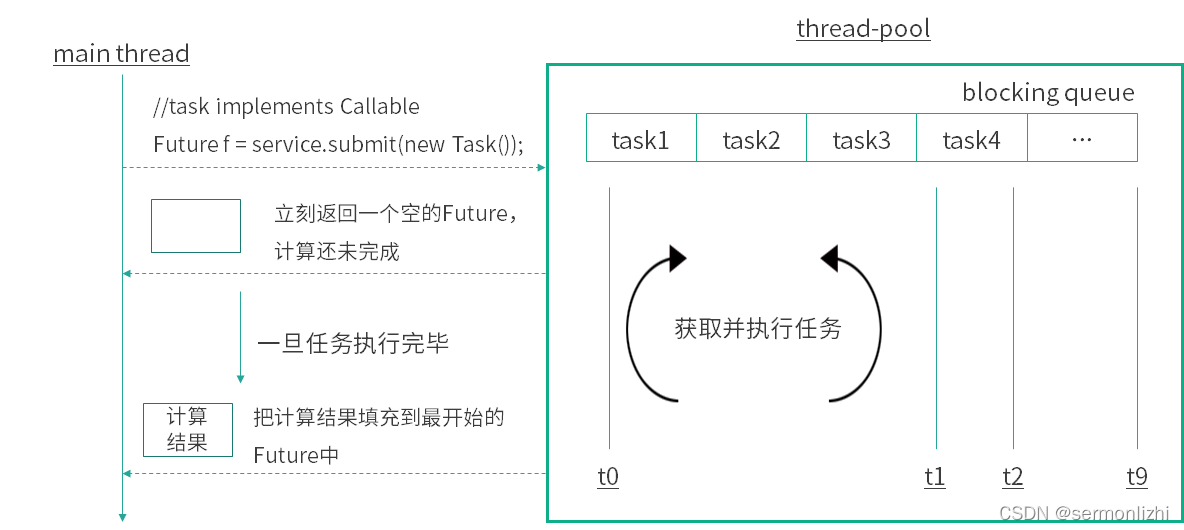 main thread
//task implements Callable
Future f = service.submit(new Task());
立刻返回一个空的Future，
计算还未完成
一旦任务执行完毕
计算
结果
把计算结果填充到最开始的
Future中
thread-pool
blocking queue
task1 task2 task3 task4 ...
获取并执行任务
t0 t1 t2 t9
CSDN @sermonlizhi